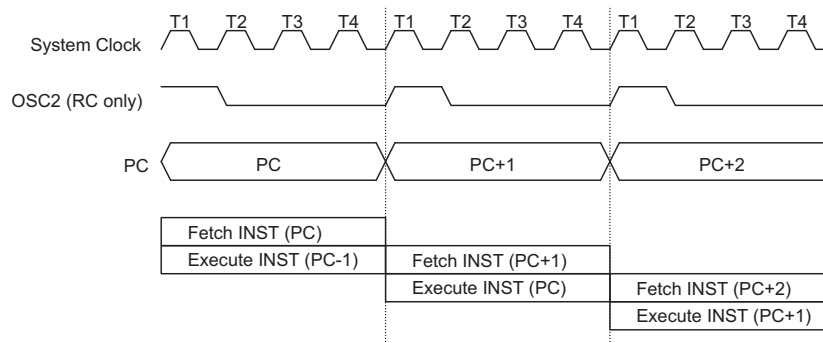 T1 T2 T3 T4 T1 T2 T3 T4 T1 T2 T3 T4
System Clock
OSC2 (RC only)
PC PC PC+1 PC+2
Fetch INST (PC)
Execute INST (PC-1) Fetch INST (PC+1)
Execute INST (PC) Fetch INST (PC+2)
Execute INST (PC+1)